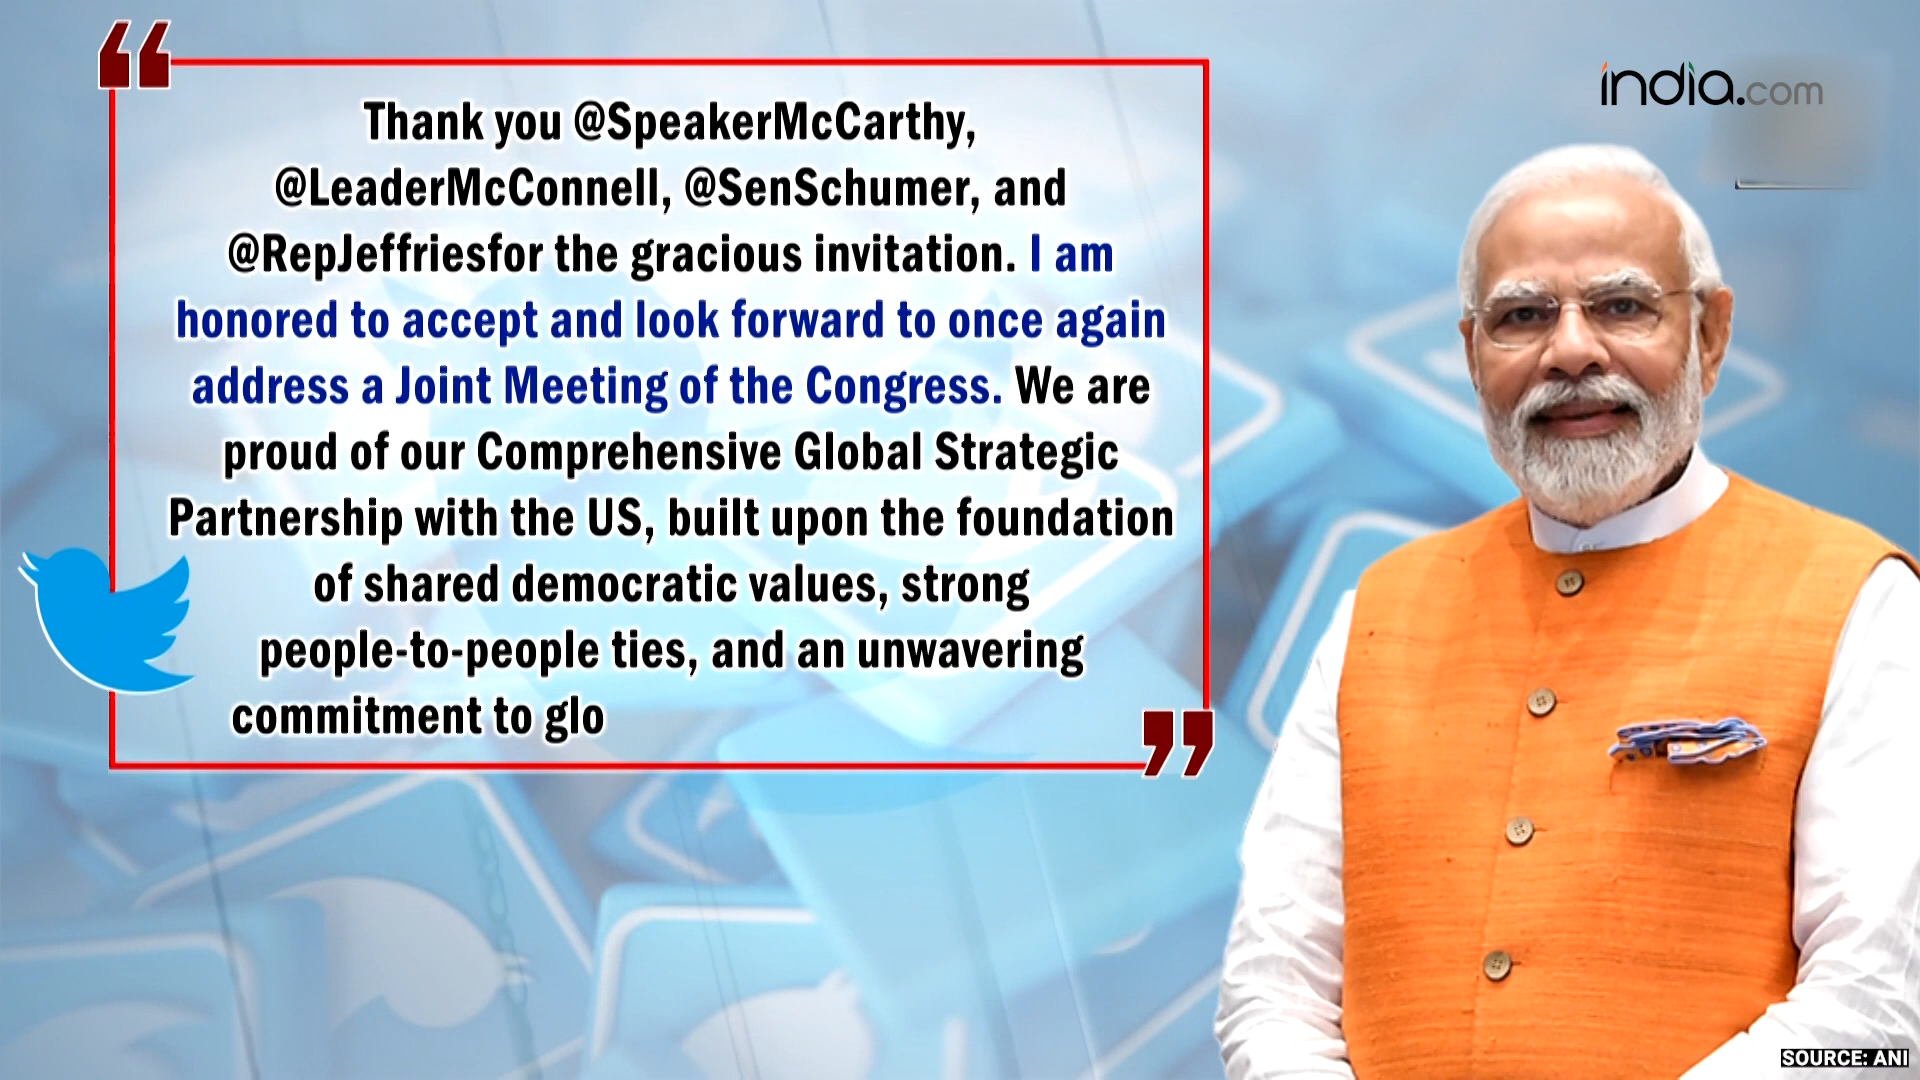 india.com
Thank you @SpeakerMcCarthy,
@LeaderMcConnell, @SenSchumer, and
@RepJeffriesfor the gracious invitation. I am
honored to accept and look forward to once again
address a Joint Meeting of the Congress. We are
proud of our Comprehensive Global Strategic
Partnership with the US, built upon the foundation
of shared democratic values, strong
people-to-people ties, and an unwavering
commitment to glo
SOURCE: ANI